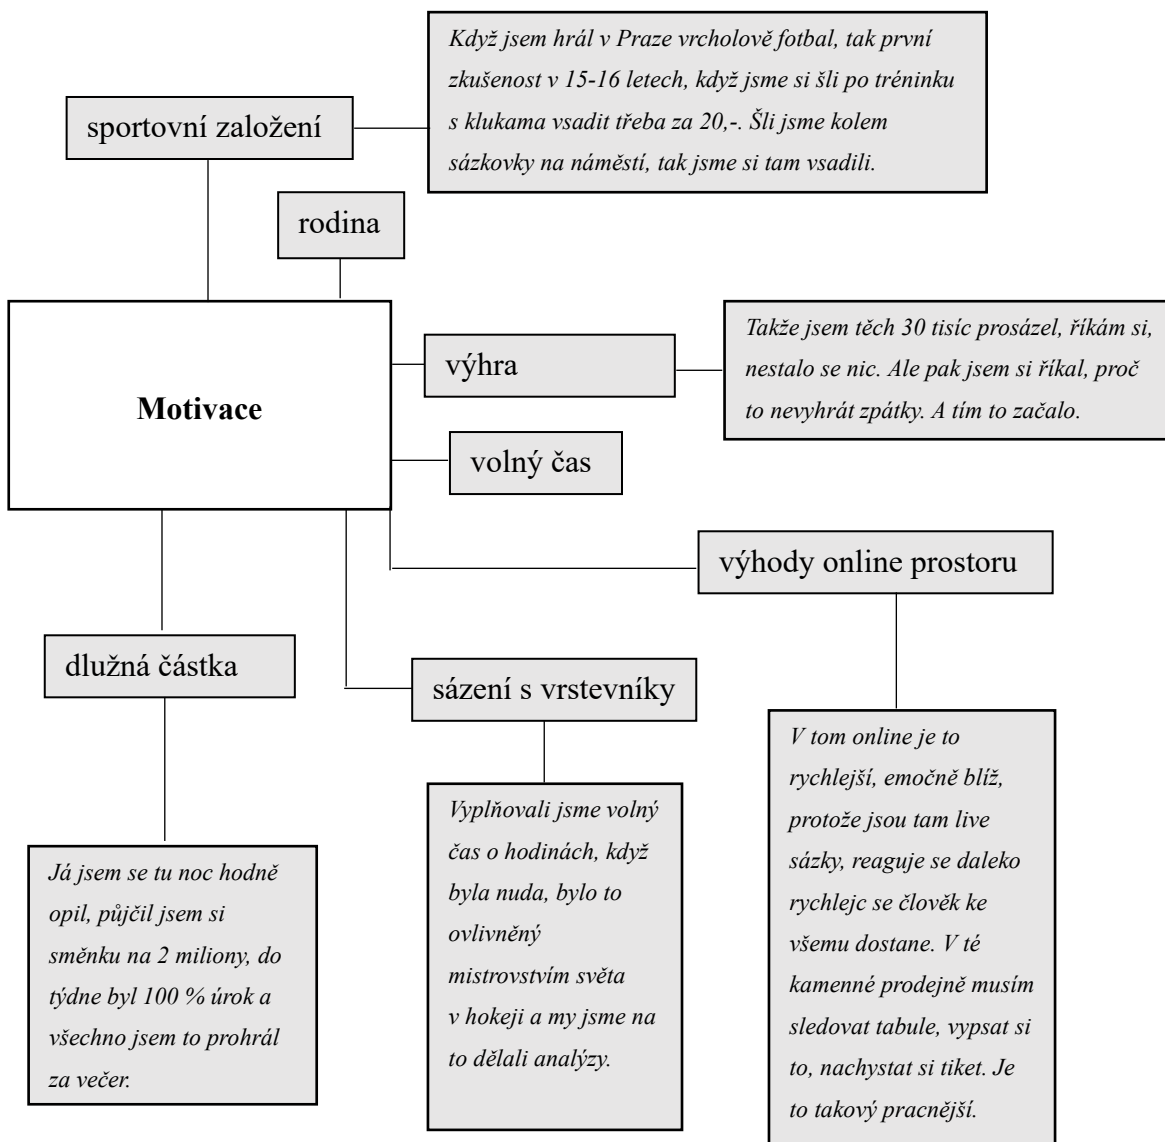 Když jsem hrál v Praze vrcholově fotbal, tak první
zkušenost v 15-16 letech, když jsme si šli po tréninku
s klukama vsadit třeba za 20,-. Šli jsme kolem
sázkovky na náměstí, tak jsme si tam vsadili.
sportovní založení
rodina
Takže jsem těch 30 tisíc prosázel, říkám si,
nestalo se nic. Ale pak jsem si říkal, proč
to nevyhrát zpátky. A tím to začalo.
výhra
Motivace
volný čas
výhody online prostoru
dlužná částka
sázení s vrstevníky
V tom online je to
rychlejší, emočně blíž,
protože jsou tam live
sázky, reaguje se daleko
rychlejc se člověk ke
všemu dostane. V té
kamenné prodejně musím
sledovat tabule, vypsat si
to, nachystat si tiket. Je
to takový pracnější.
Vyplňovali jsme volný
čas o hodinách, když
byla nuda, bylo to
ovlivněný
mistrovstvím světa
v hokeji a my jsme na
to dělali analýzy.
Já jsem se tu noc hodně
opil, půjčil jsem si
směnku na 2 miliony, do
týdne byl 100 % úrok a
všechno jsem to prohrál
za večer.